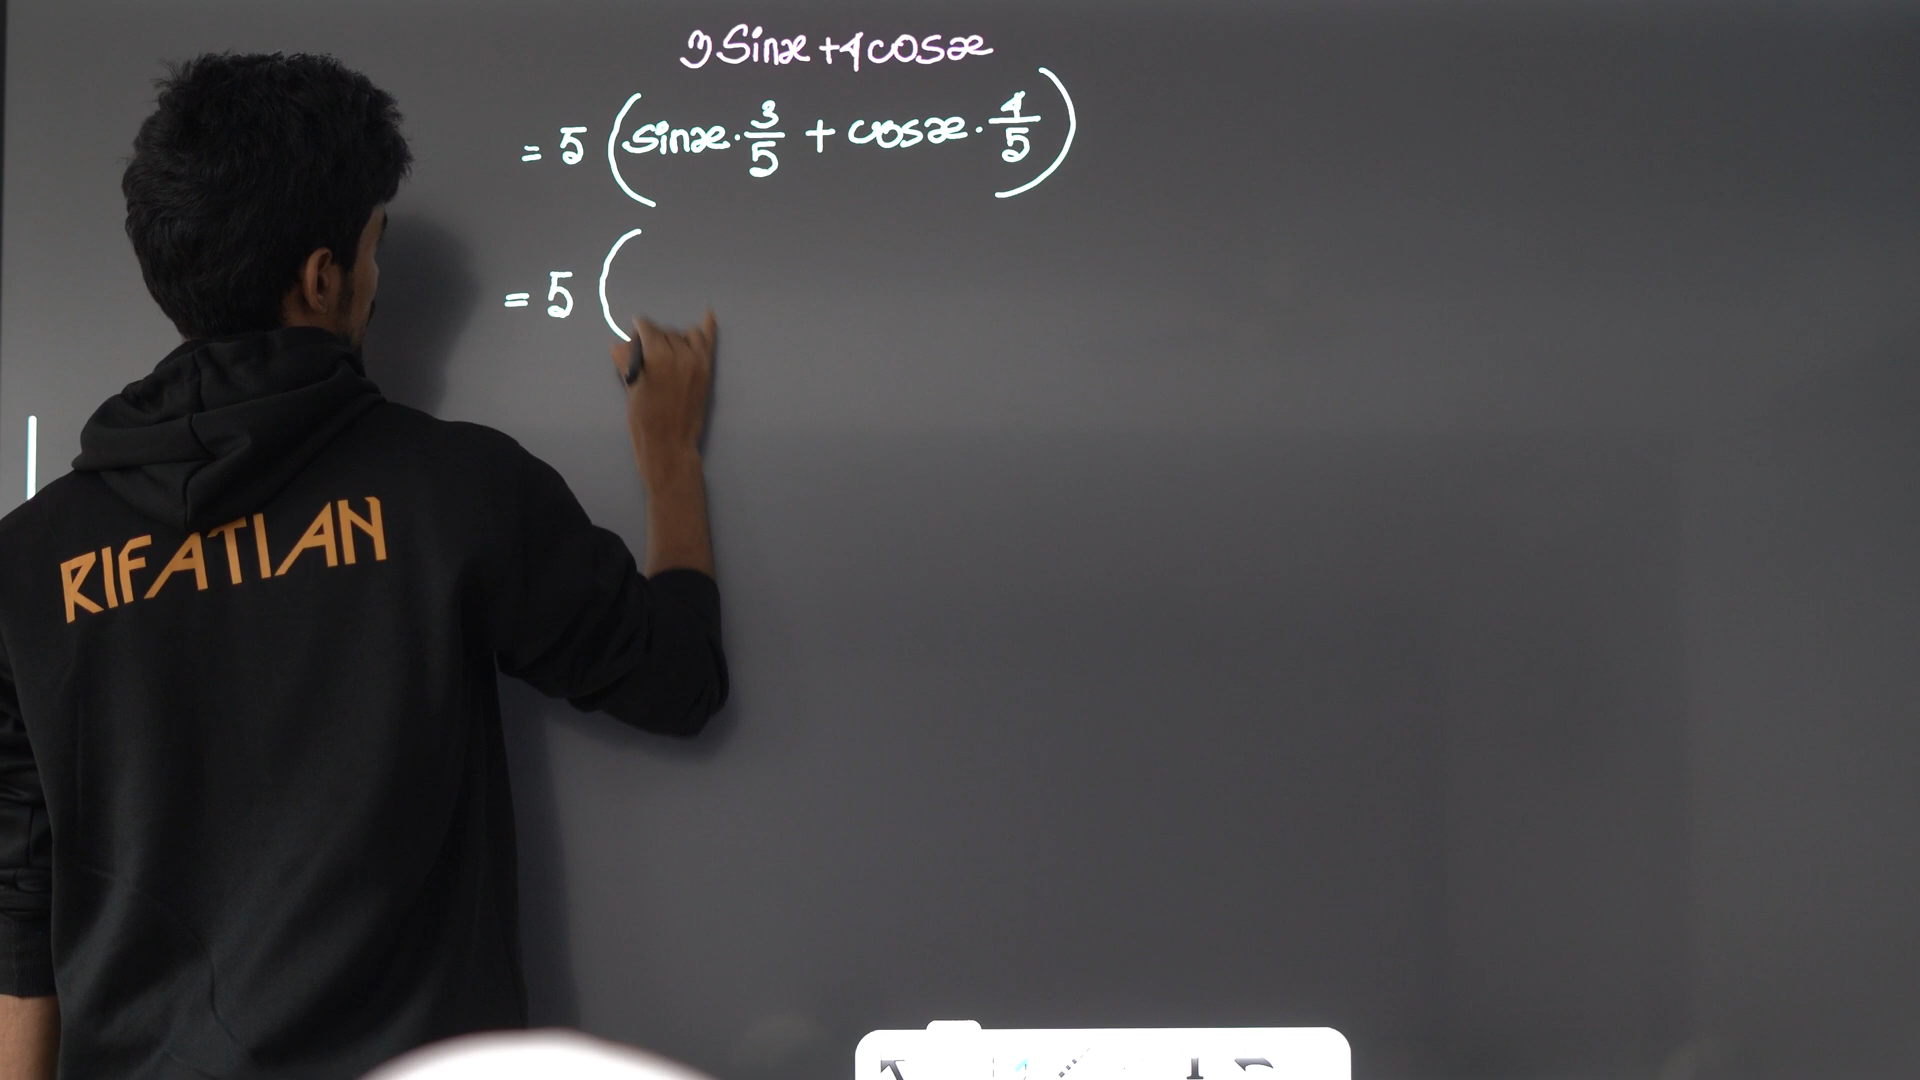 3 Sinx + 4 cosx
= 5 (sinx · 3/5 + cosx · 4/5)
= 5 (
RIFATIAN